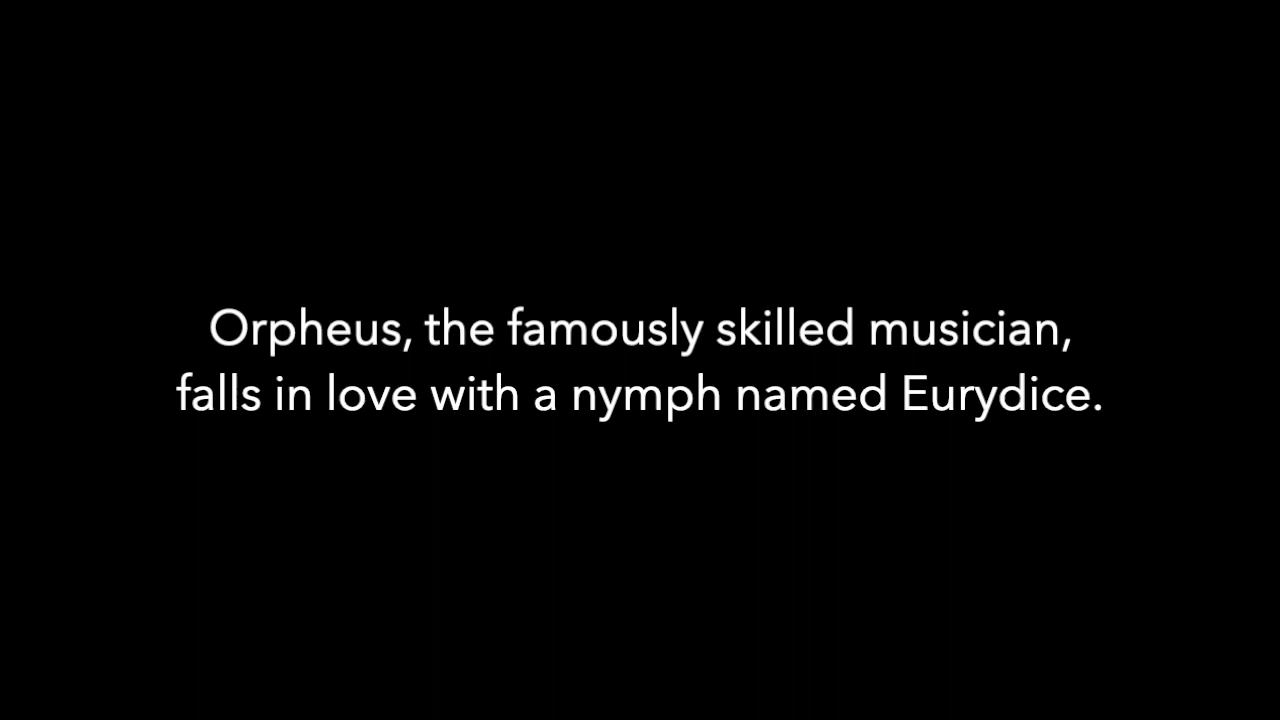 Orpheus, the famously skilled musician,
falls in love with a nymph named Eurydice.